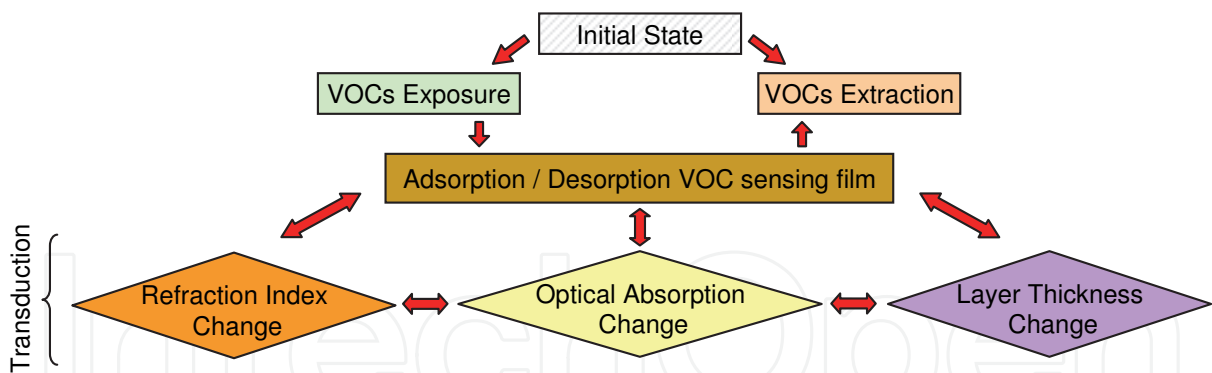 Initial State
VOCs Exposure
VOCs Extraction
Adsorption / Desorption VOC sensing film
Transduction
Refraction Index
Change
Optical Absorption
Change
Layer Thickness
Change
IntechOpen